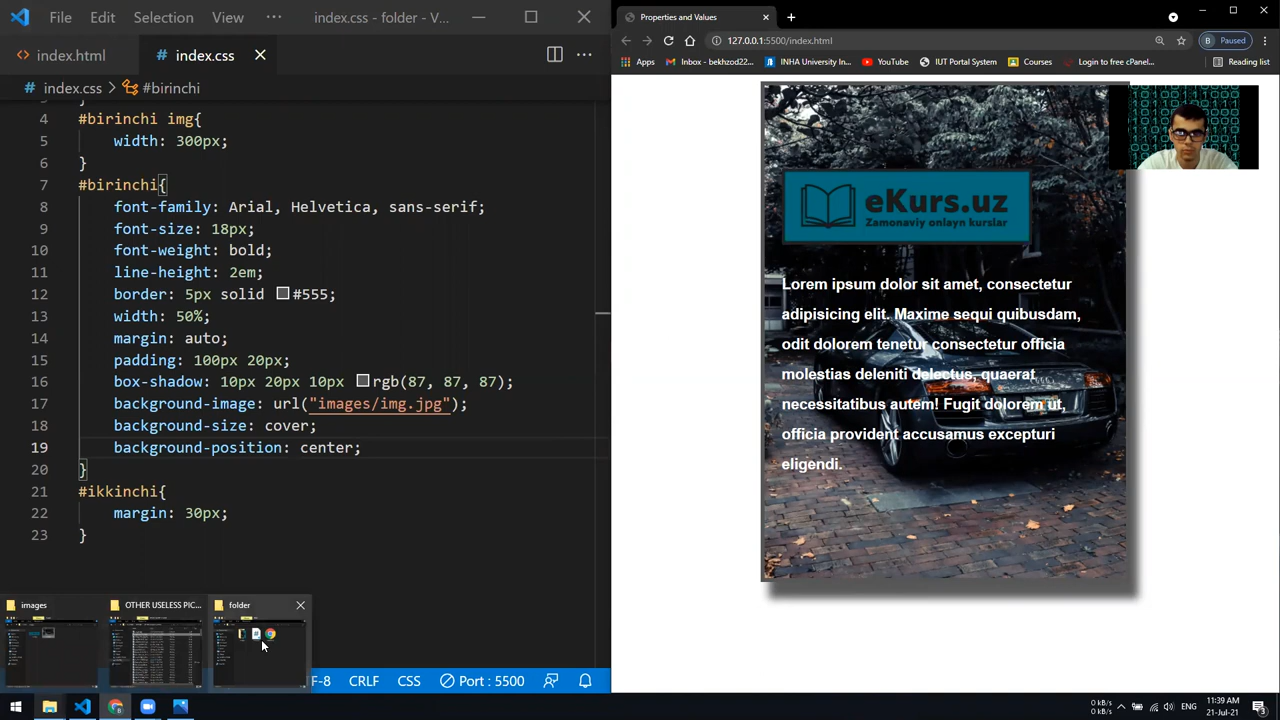 File Edit Selection View ··· index.css - folder - V...
index.html
index.css
index.css > #birinchi
4 #birinchi img{
5 width: 300px;
6 }
7 #birinchi{
8 font-family: Arial, Helvetica, sans-serif;
9 font-size: 18px;
10 font-weight: bold;
11 line-height: 2em;
12 border: 5px solid #555;
13 width: 50%;
14 margin: auto;
15 padding: 100px 20px;
16 box-shadow: 10px 20px 10px rgb(87, 87, 87);
17 background-image: url("images/img.jpg");
18 background-size: cover;
19 background-position: center;
20 }
21 #ikkinchi{
22 margin: 30px;
23 }
images
OTHER USELESS PIC...
folder
F-8 CRLF CSS Port : 5500
Properties and Values
127.0.0.1:5500/index.html
B Paused
Apps Inbox - bekhzod22... INHA University In... YouTube IUT Portal System Courses Login to free cPanel... Reading list
eKurs.uz
Zamonaviy onlayn kurslar
Lorem ipsum dolor sit amet, consectetur
adipisicing elit. Maxime sequi quibusdam,
odit dolorem tenetur consectetur officia
molestias deleniti delectus, quaerat
necessitatibus autem! Fugit dolorem ut,
officia provident accusamus excepturi
eligendi.
0 kB/s
0 kB/s
ENG
11:39 AM
21-Jul-21
3